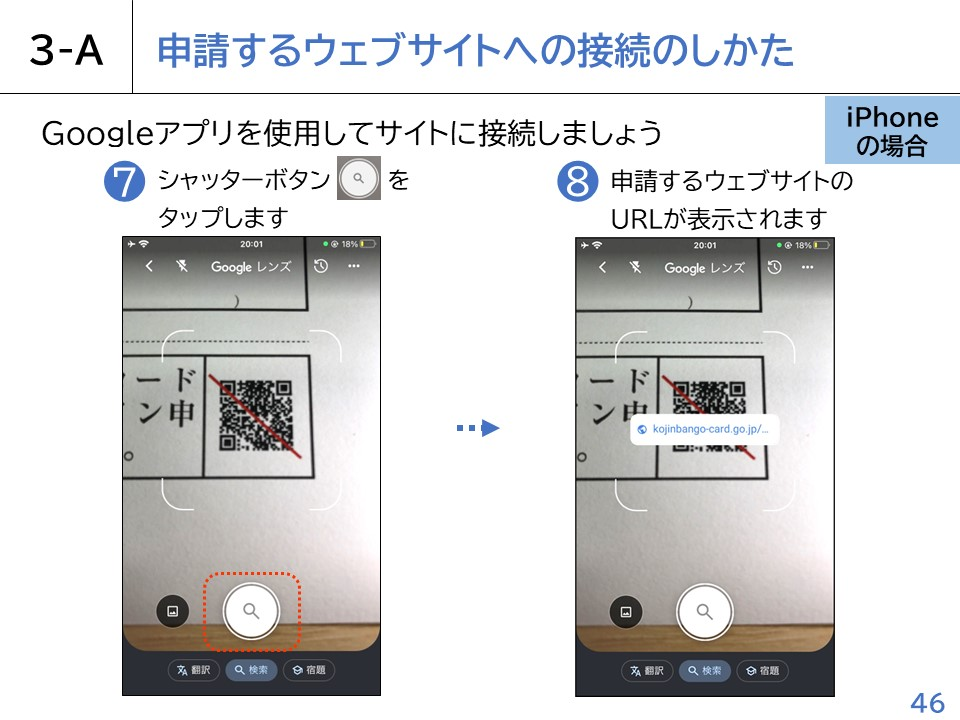 3-A
申請するウェブサイトへの接続のしかた
Googleアプリを使用してサイトに接続しましょう
iPhone
の場合
7 シャッターボタン を
タップします
20:01 18%
Google レンズ
)
ード
ン申
。
翻訳 検索 宿題
8 申請するウェブサイトの
URLが表示されます
20:01 18%
Google レンズ
)
ード
ン申
kojinbango-card.go.jp/...
。
翻訳 検索 宿題
46